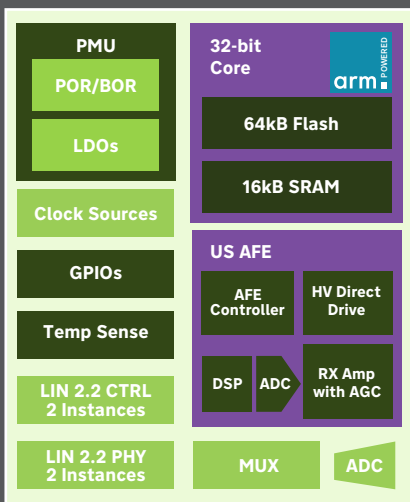 PMU
POR/BOR
LDOs
Clock Sources
GPIOs
Temp Sense
LIN 2.2 CTRL
2 Instances
LIN 2.2 PHY
2 Instances
32-bit
Core
arm
POWERED
64kB Flash
16kB SRAM
US AFE
AFE
Controller
HV Direct
Drive
DSP
ADC
RX Amp
with AGC
MUX
ADC